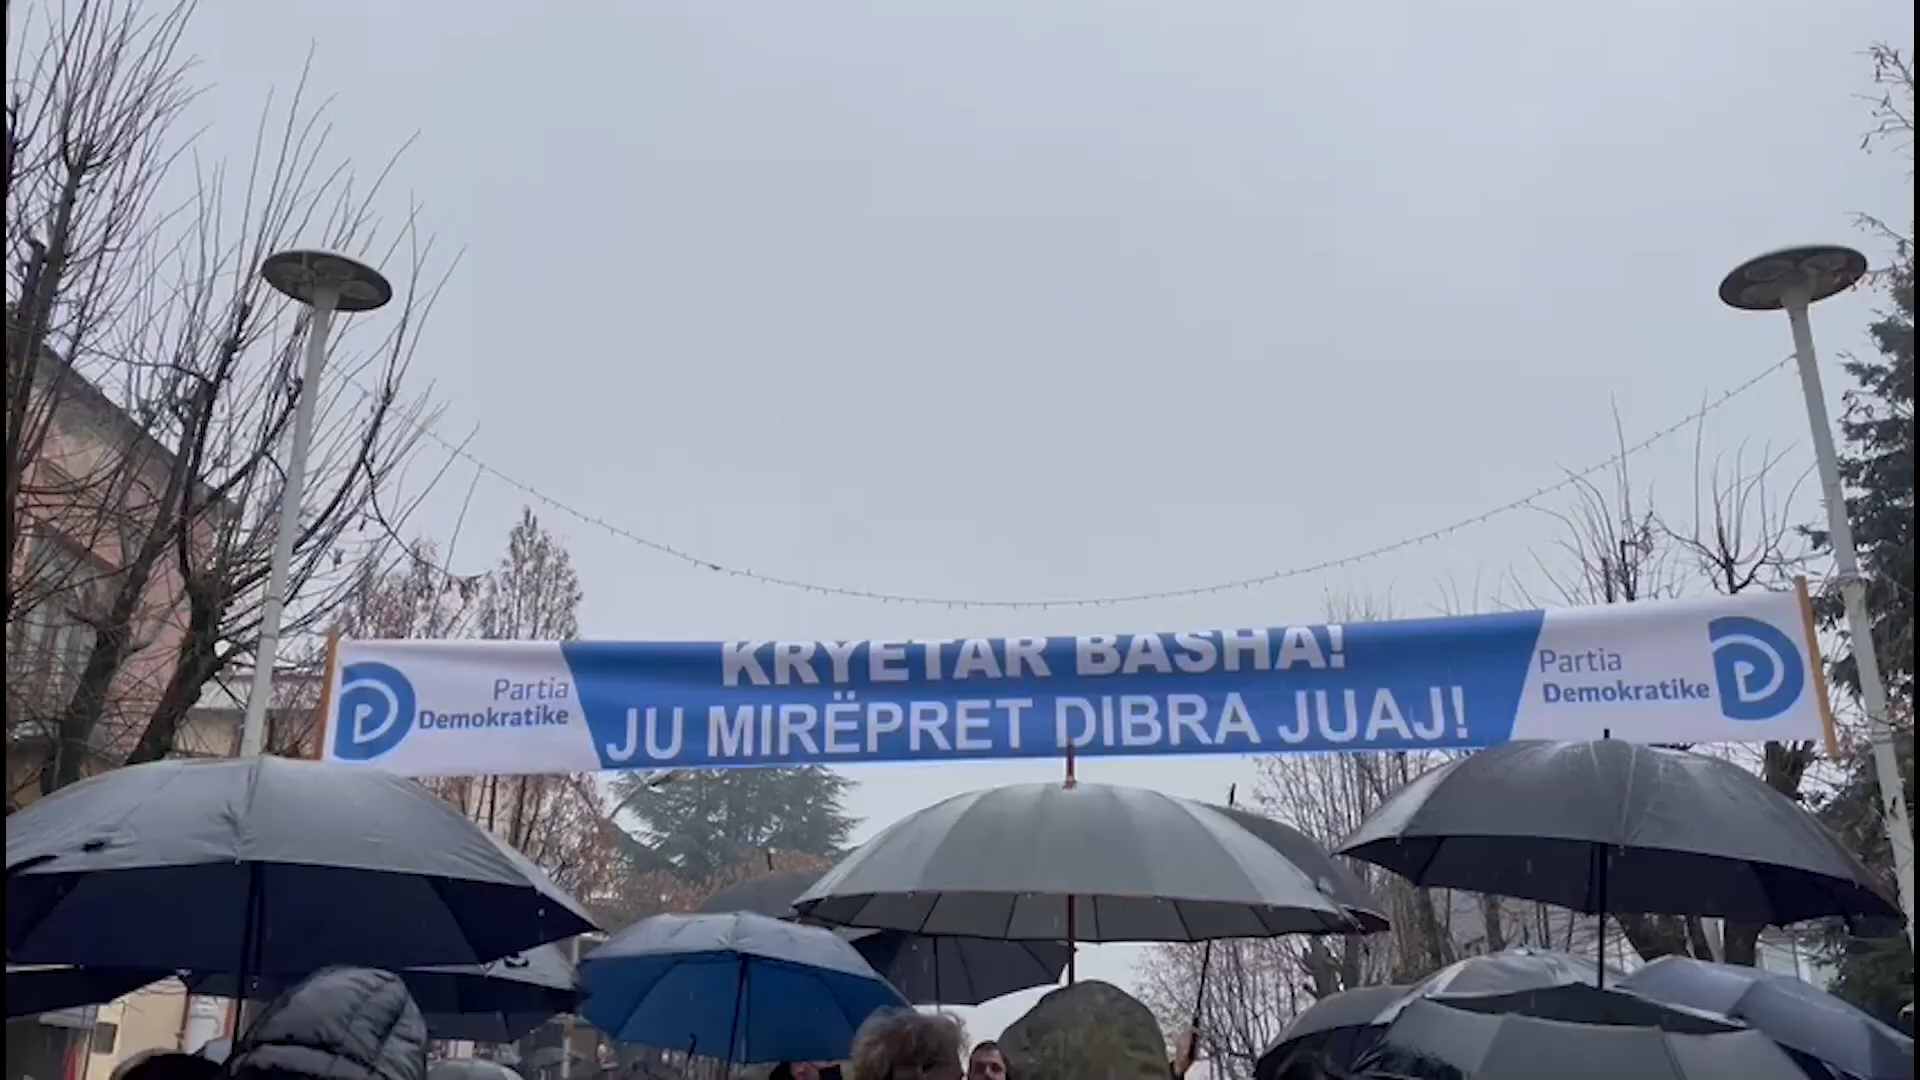 KRYETAR BASHA!
JU MIRËPRET DIBRA JUAJ!
Partia
Demokratike
Partia
Demokratike